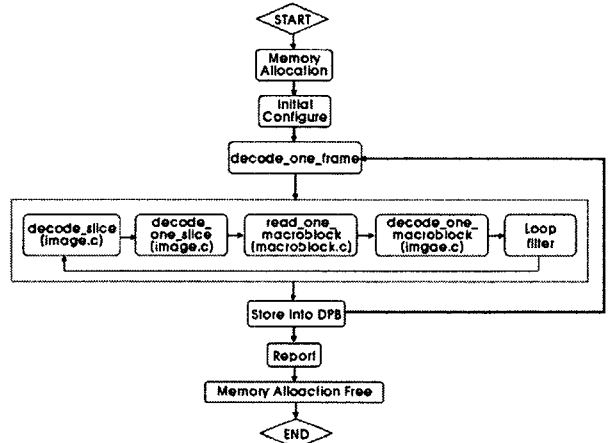 START
Memory
Allocation
Initial
Configure
decode_one_frame
decode_slice
(image.c)
decode_
one_slice
(image.c)
read_one_
macroblock
(macroblock.c)
decode_one_
macroblock
(imgae.c)
Loop
filter
Store into DPB
Report
Memory Alloaction Free
END